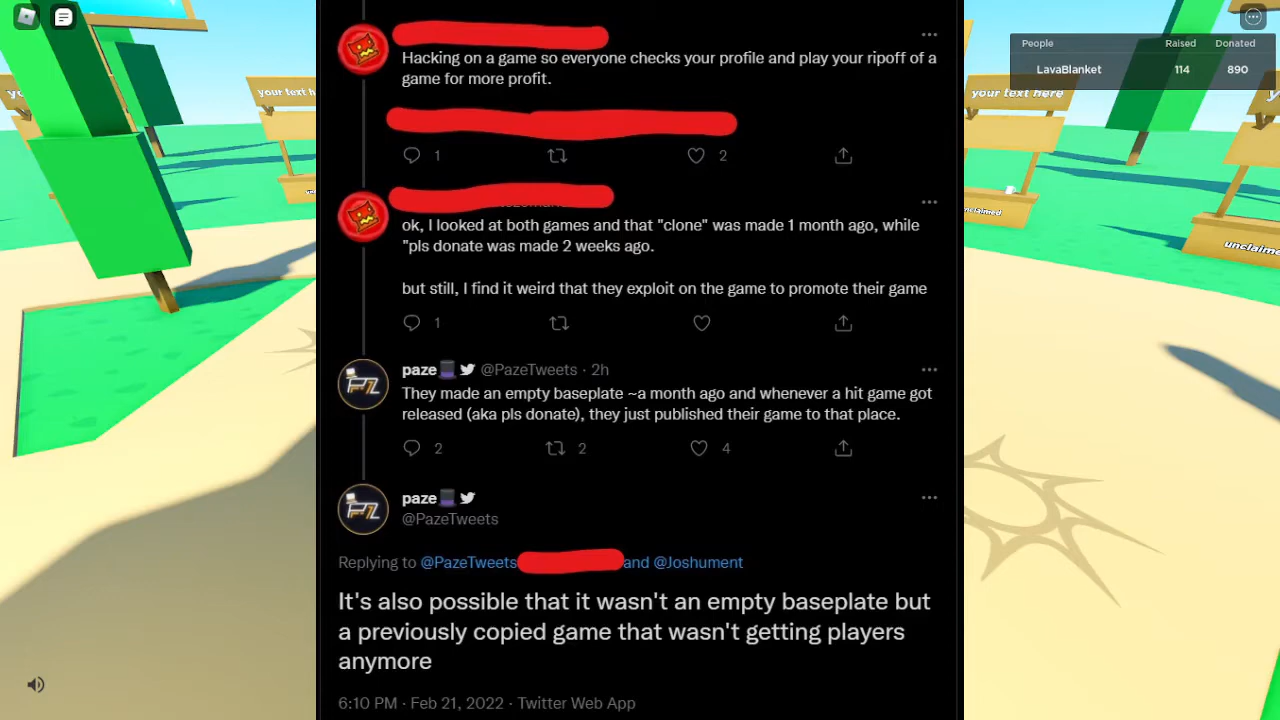 People Raised Donated
LavaBlanket 114 890
your text here
your text here
unclaimed
unclaimed
Hacking on a game so everyone checks your profile and play your ripoff of a
game for more profit.
1 2
ok, I looked at both games and that "clone" was made 1 month ago, while
"pls donate was made 2 weeks ago.
but still, I find it weird that they exploit on the game to promote their game
1
paze @PazeTweets · 2h
They made an empty baseplate ~a month ago and whenever a hit game got
released (aka pls donate), they just published their game to that place.
2 2 4
paze
@PazeTweets
Replying to @PazeTweets and @Joshument
It's also possible that it wasn't an empty baseplate but
a previously copied game that wasn't getting players
anymore
6:10 PM · Feb 21, 2022 · Twitter Web App